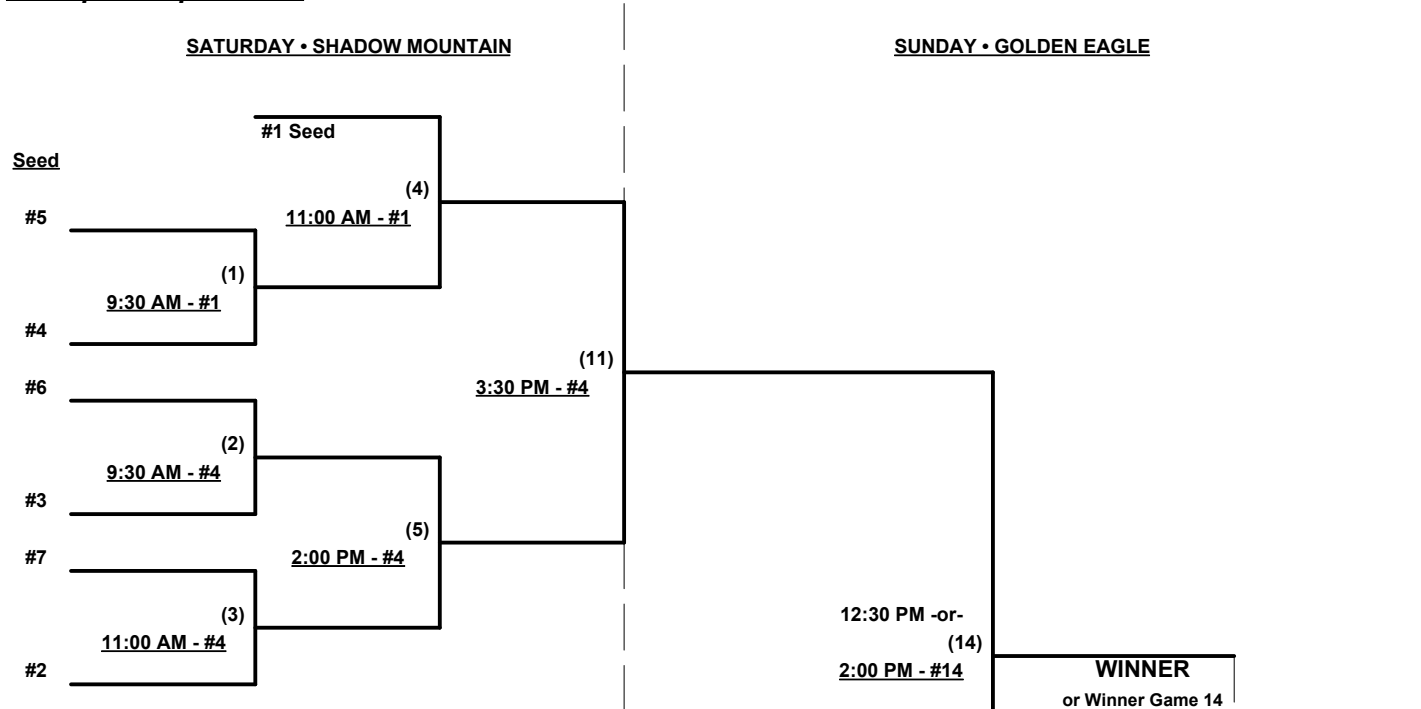 SATURDAY • SHADOW MOUNTAIN
SUNDAY • GOLDEN EAGLE
#1 Seed
Seed
(4)
#5
11:00 AM - #1
(1)
9:30 AM - #1
#4
(11)
#6
3:30 PM - #4
(2)
9:30 AM - #4
#3
(5)
#7
2:00 PM - #4
(3)
12:30 PM -or-
11:00 AM - #4
(14)
#2
2:00 PM - #14
WINNER
or Winner Game 14